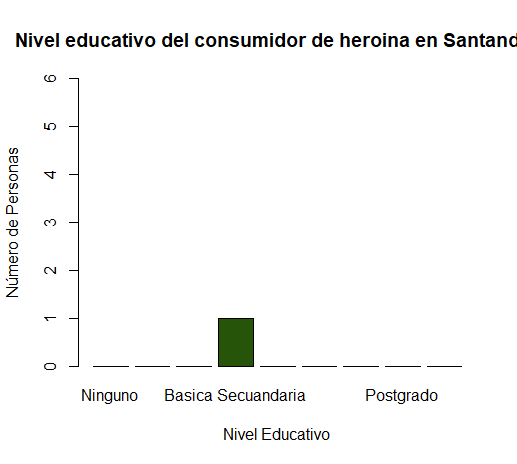 Nivel educativo del consumidor de heroina en Santand
6
5
4
3
2
1
0
Número de Personas
Ninguno Basica Secuandaria Postgrado
Nivel Educativo